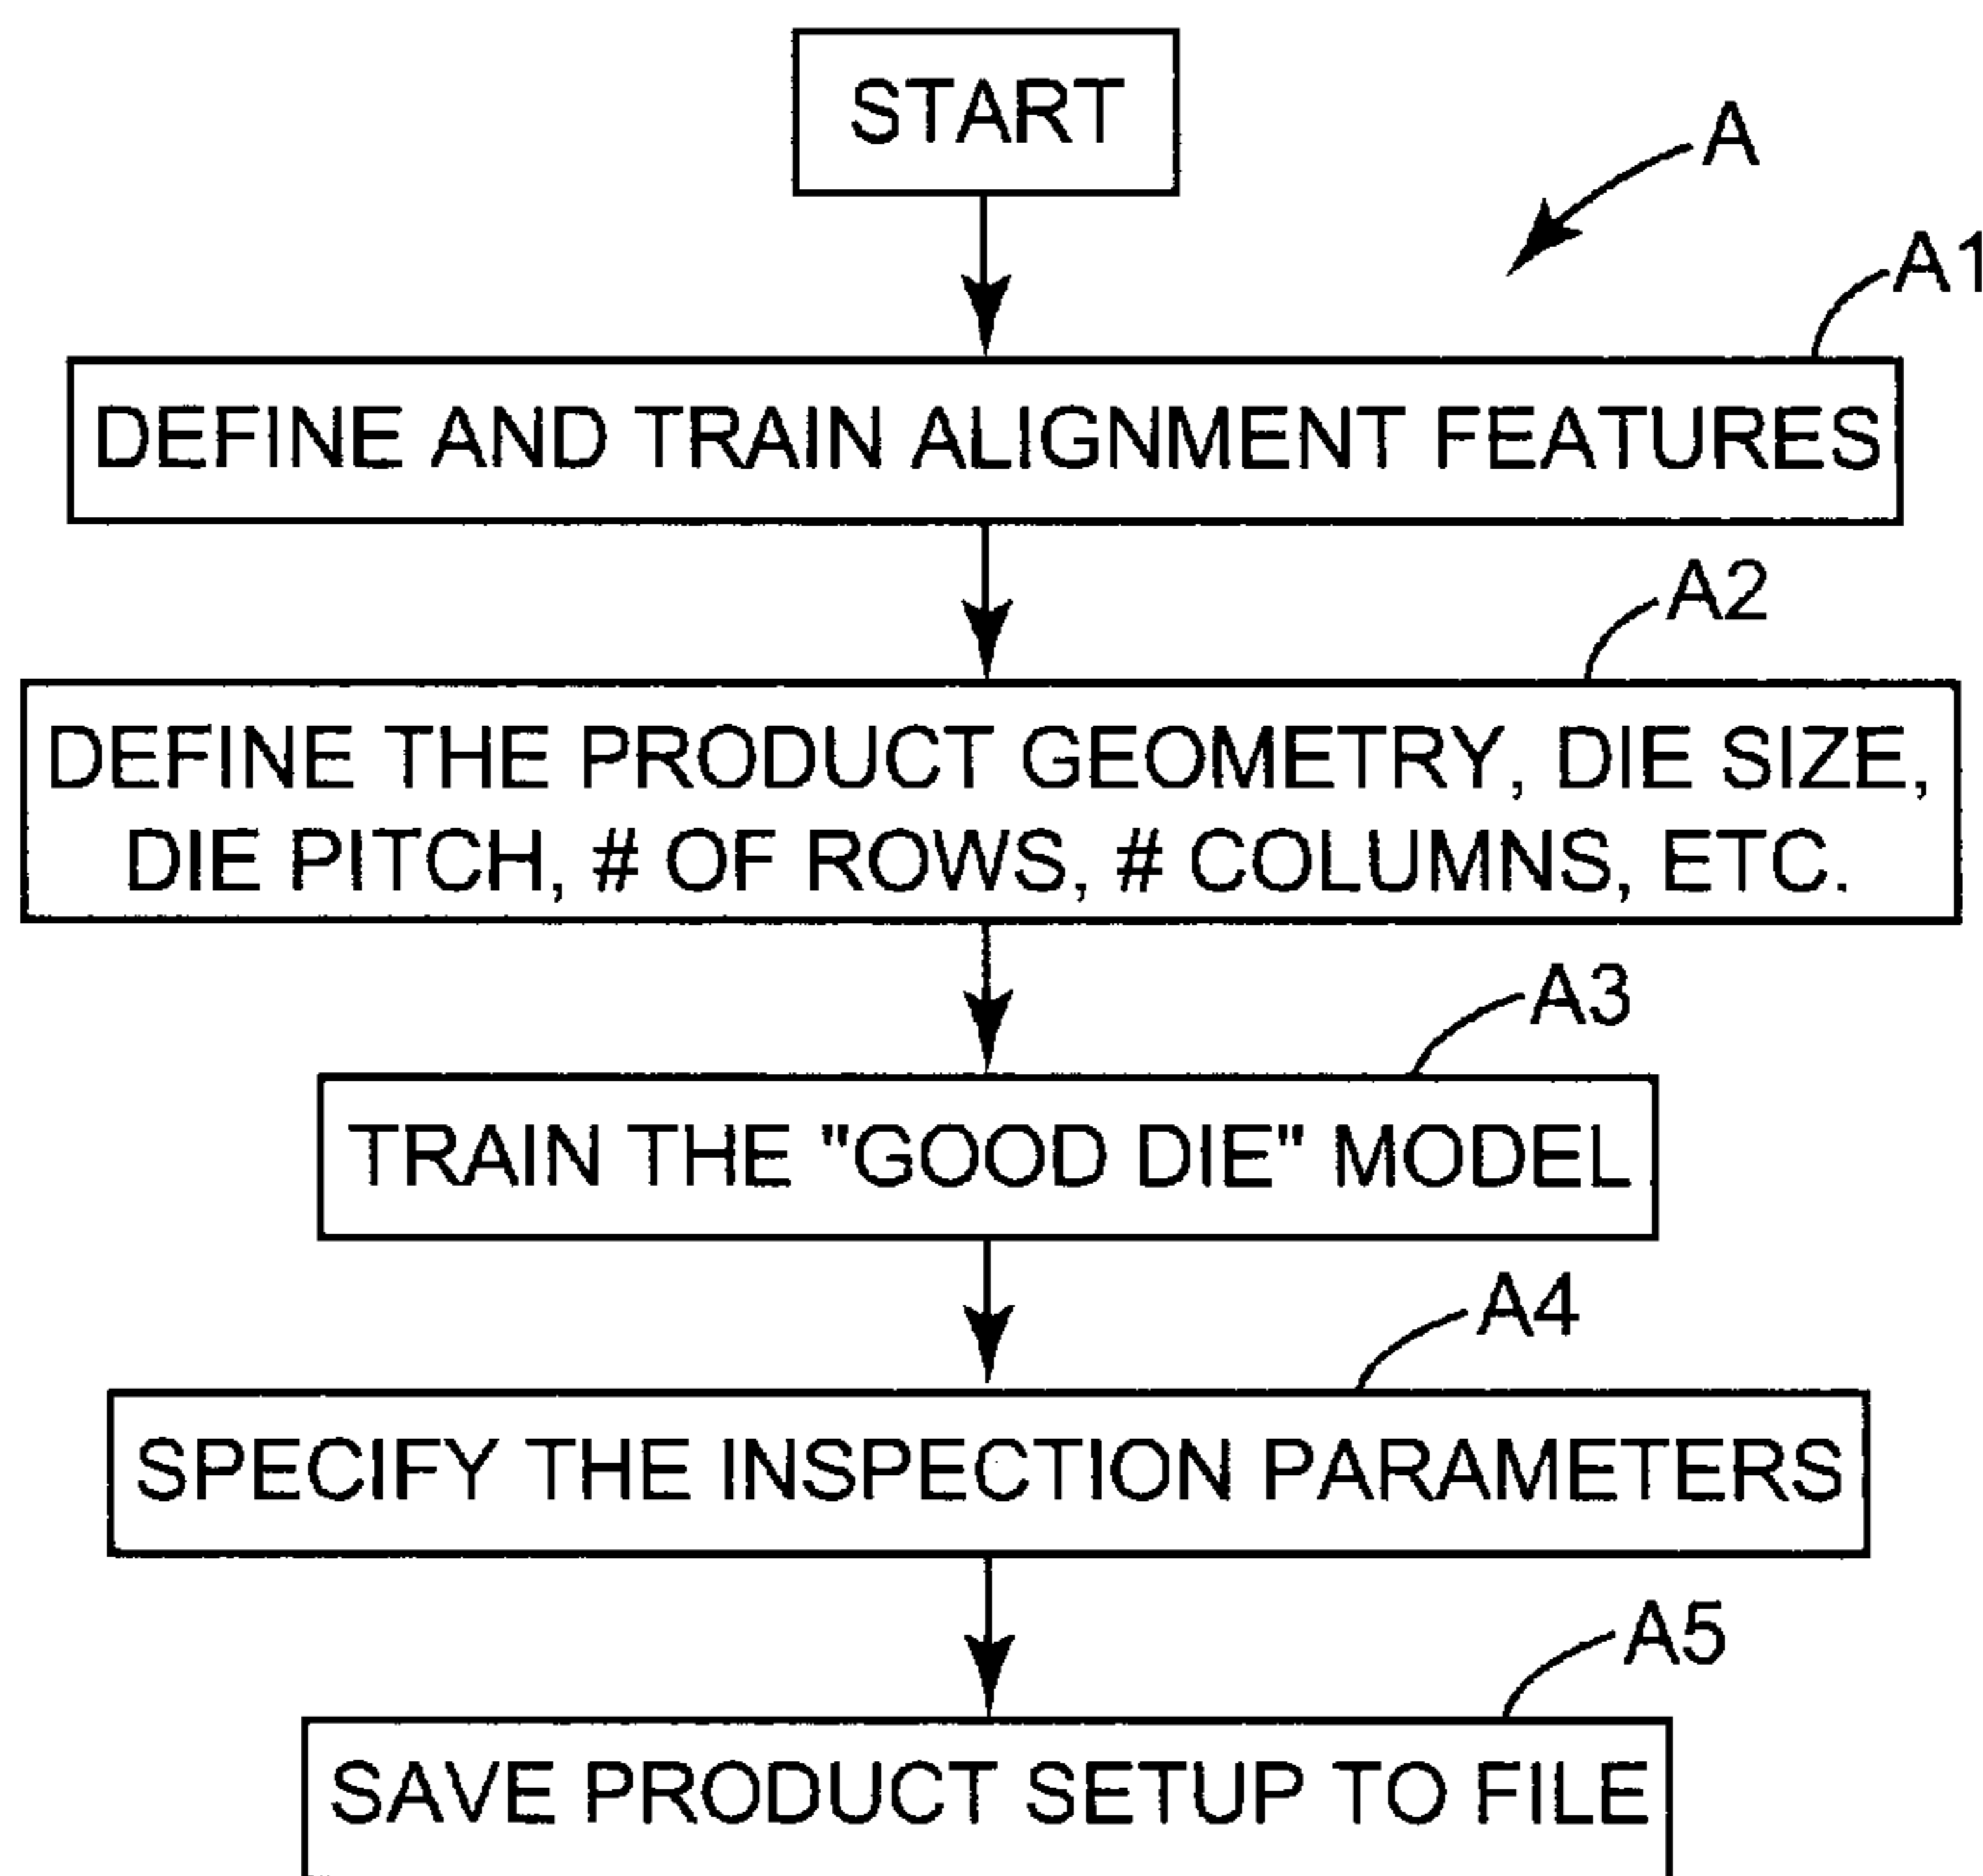 START
A
A1
DEFINE AND TRAIN ALIGNMENT FEATURES
A2
DEFINE THE PRODUCT GEOMETRY, DIE SIZE,
DIE PITCH, # OF ROWS, # COLUMNS, ETC.
A3
TRAIN THE "GOOD DIE" MODEL
A4
SPECIFY THE INSPECTION PARAMETERS
A5
SAVE PRODUCT SETUP TO FILE